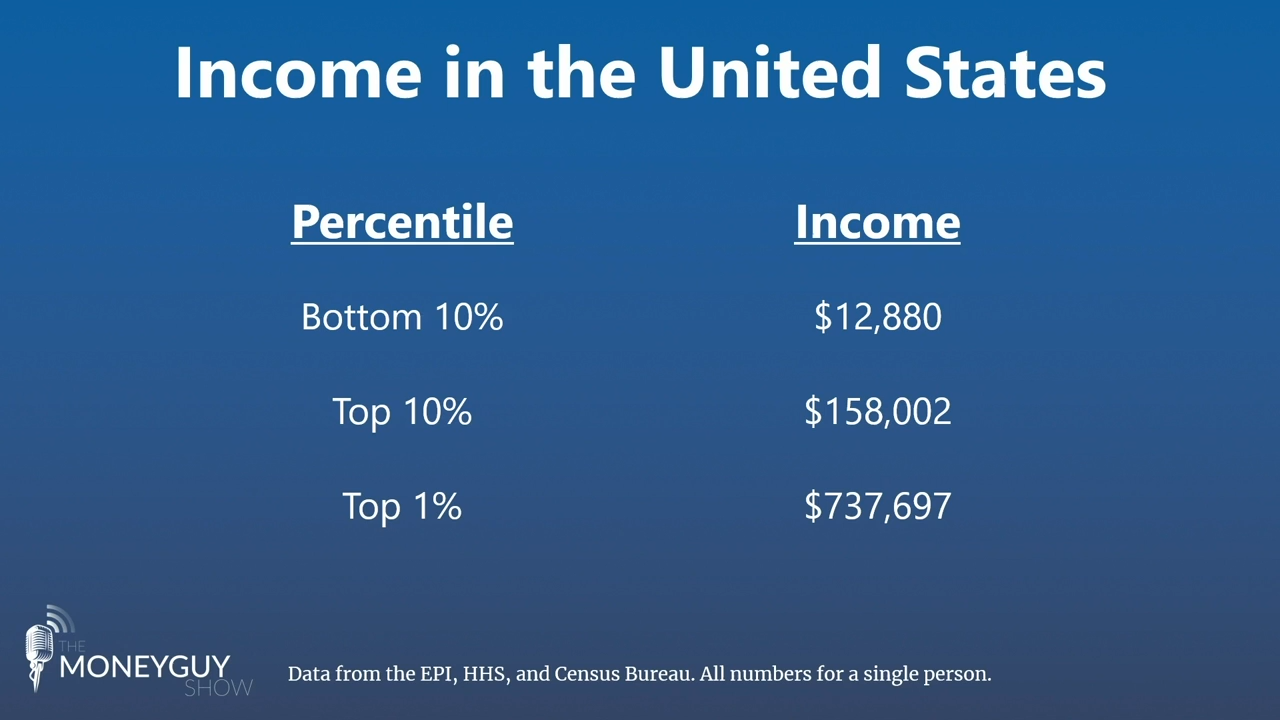 Income in the United States
Percentile Income
Bottom 10% $12,880
Top 10% $158,002
Top 1% $737,697
THE
MONEYGUY
SHOW
Data from the EPI, HHS, and Census Bureau. All numbers for a single person.